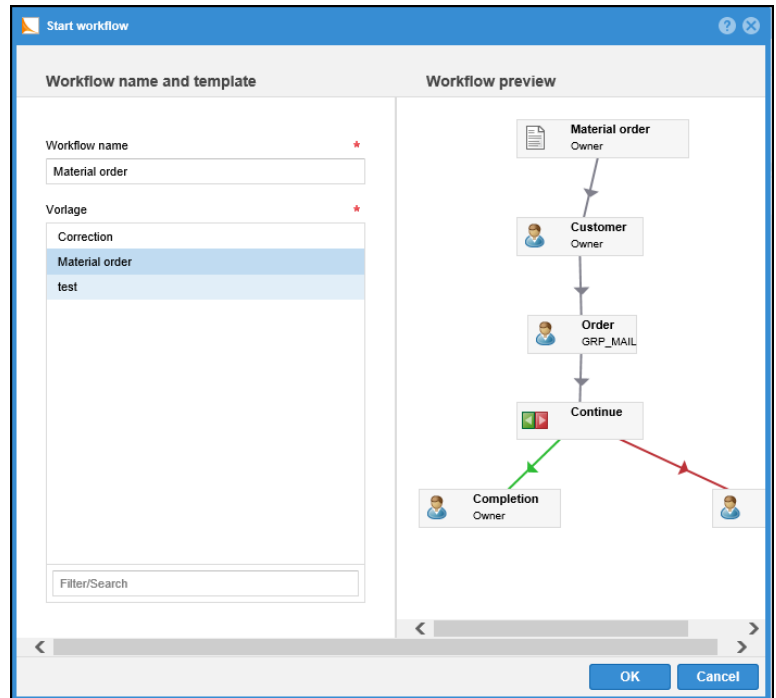 Start workflow
Workflow name and template
Workflow preview
Workflow name *
Material order
Vorlage *
Correction
Material order
test
Filter/Search
Material order
Owner
Customer
Owner
Order
GRP_MAIL
Continue
Completion
Owner
OK
Cancel